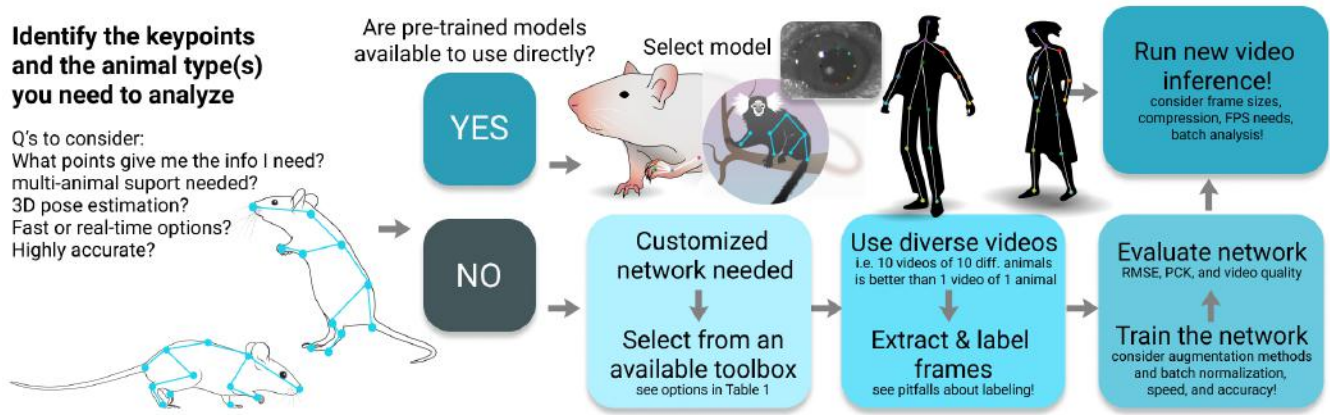 Identify the keypoints
and the animal type(s)
you need to analyze
Q's to consider:
What points give me the info I need?
multi-animal suport needed?
3D pose estimation?
Fast or real-time options?
Highly accurate?
Are pre-trained models
available to use directly?
YES
NO
Select model
Customized
network needed
Select from an
available toolbox
see options in Table 1
Use diverse videos
i.e. 10 videos of 10 diff. animals
is better than 1 video of 1 animal
Extract & label
frames
see pitfalls about labeling!
Run new video
inference!
consider frame sizes,
compression, FPS needs,
batch analysis!
Evaluate network
RMSE, PCK, and video quality
Train the network
consider augmentation methods
and batch normalization,
speed, and accuracy!